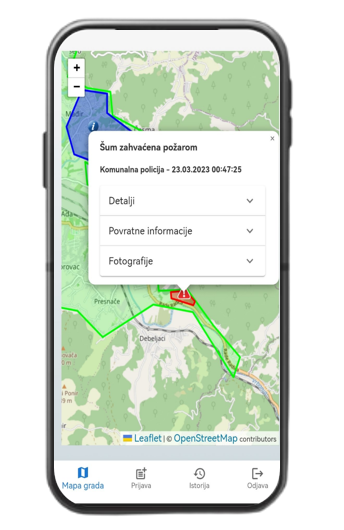 +
−
Šum zahvaćena požarom
×
Komunalna policija - 23.03.2023 00:47:25
Detalji
Povratne informacije
Fotografije
Presnače
Debeljaci
Leaflet | © OpenStreetMap contributors
Mapa grada
Prijava
Istorija
Odjava